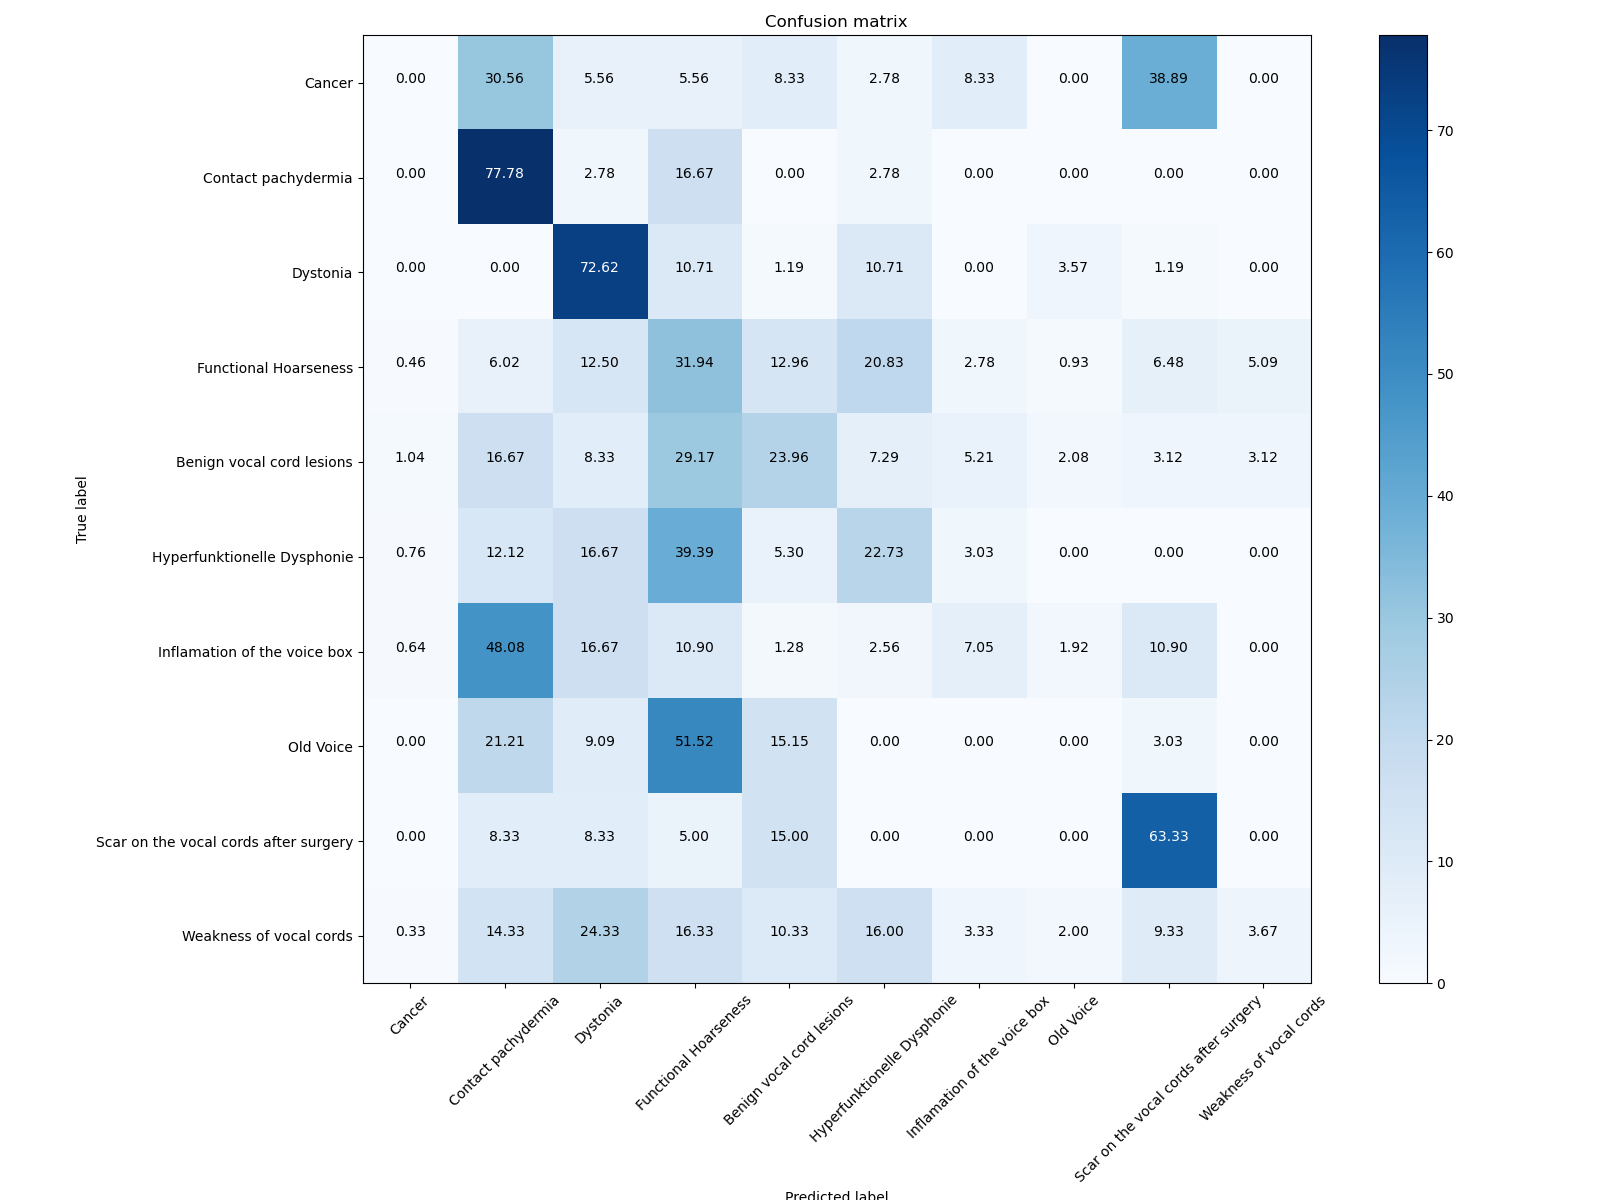 Confusion matrix
Cancer 0.00 30.56 5.56 5.56 8.33 2.78 8.33 0.00 38.89 0.00
Contact pachydermia 0.00 77.78 2.78 16.67 0.00 2.78 0.00 0.00 0.00 0.00
Dystonia 0.00 0.00 72.62 10.71 1.19 10.71 0.00 3.57 1.19 0.00
Functional Hoarseness 0.46 6.02 12.50 31.94 12.96 20.83 2.78 0.93 6.48 5.09
Benign vocal cord lesions 1.04 16.67 8.33 29.17 23.96 7.29 5.21 2.08 3.12 3.12
Hyperfunktionelle Dysphonie 0.76 12.12 16.67 39.39 5.30 22.73 3.03 0.00 0.00 0.00
Inflamation of the voice box 0.64 48.08 16.67 10.90 1.28 2.56 7.05 1.92 10.90 0.00
Old Voice 0.00 21.21 9.09 51.52 15.15 0.00 0.00 0.00 3.03 0.00
Scar on the vocal cords after surgery 0.00 8.33 8.33 5.00 15.00 0.00 0.00 0.00 63.33 0.00
Weakness of vocal cords 0.33 14.33 24.33 16.33 10.33 16.00 3.33 2.00 9.33 3.67
True label
Cancer
Contact pachydermia
Dystonia
Functional Hoarseness
Benign vocal cord lesions
Hyperfunktionelle Dysphonie
Inflamation of the voice box
Old Voice
Scar on the vocal cords after surgery
Weakness of vocal cords
Predicted label
70
60
50
40
30
20
10
0